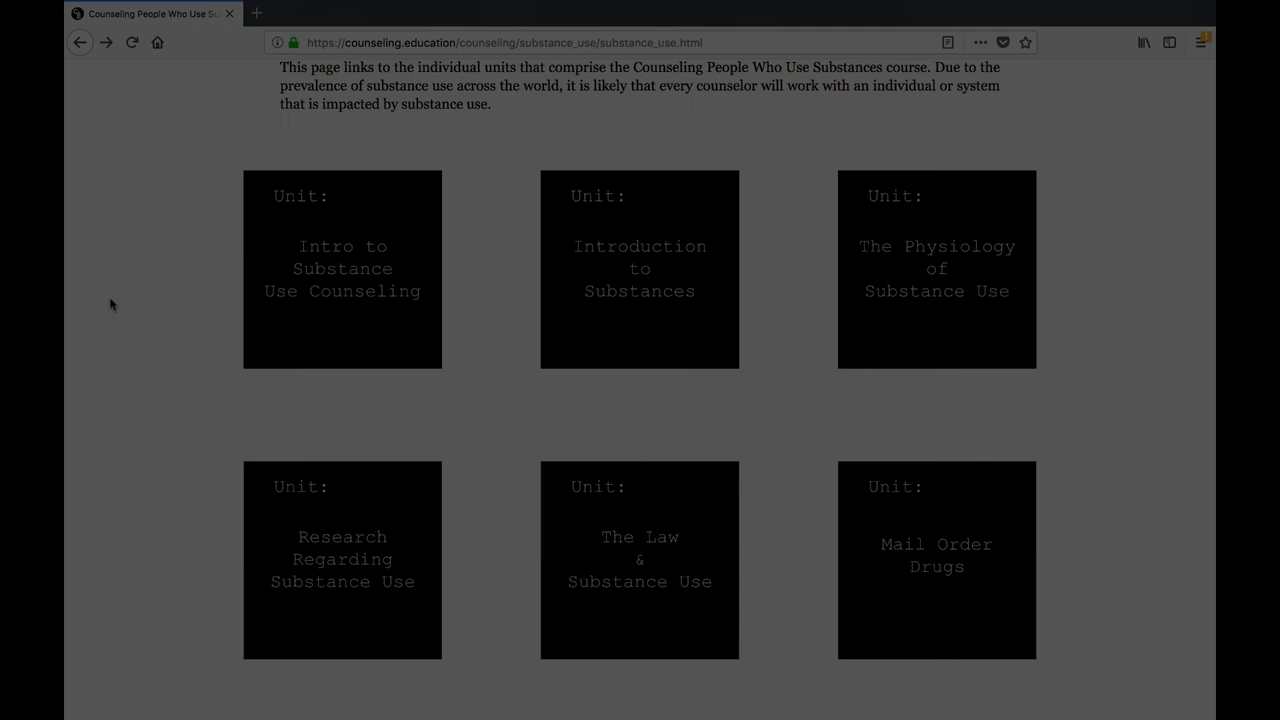 Counseling People Who Use Su
https://counseling.education/counseling/substance_use/substance_use.html
This page links to the individual units that comprise the Counseling People Who Use Substances course. Due to the
prevalence of substance use across the world, it is likely that every counselor will work with an individual or system
that is impacted by substance use.
Unit:
Intro to
Substance
Use Counseling
Unit:
Introduction
to
Substances
Unit:
The Physiology
of
Substance Use
Unit:
Research
Regarding
Substance Use
Unit:
The Law
&
Substance Use
Unit:
Mail Order
Drugs